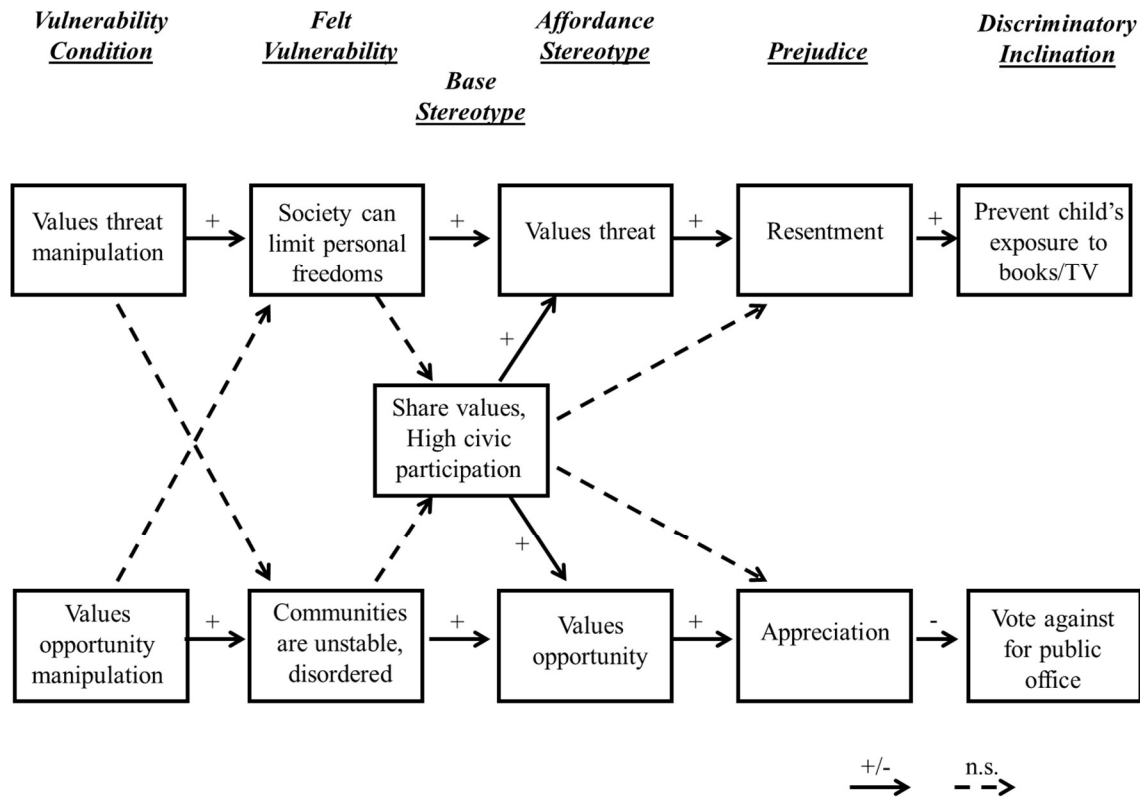 Vulnerability
Condition
Felt
Vulnerability
Base
Stereotype
Affordance
Stereotype
Prejudice
Discriminatory
Inclination
Values threat
manipulation
+
Society can
limit personal
freedoms
+
Values threat
+
Resentment
+
Prevent child's
exposure to
books/TV
+
Share values,
High civic
participation
+
Values
opportunity
manipulation
+
Communities
are unstable,
disordered
+
Values
opportunity
+
Appreciation
-
Vote against
for public
office
+/-
n.s.